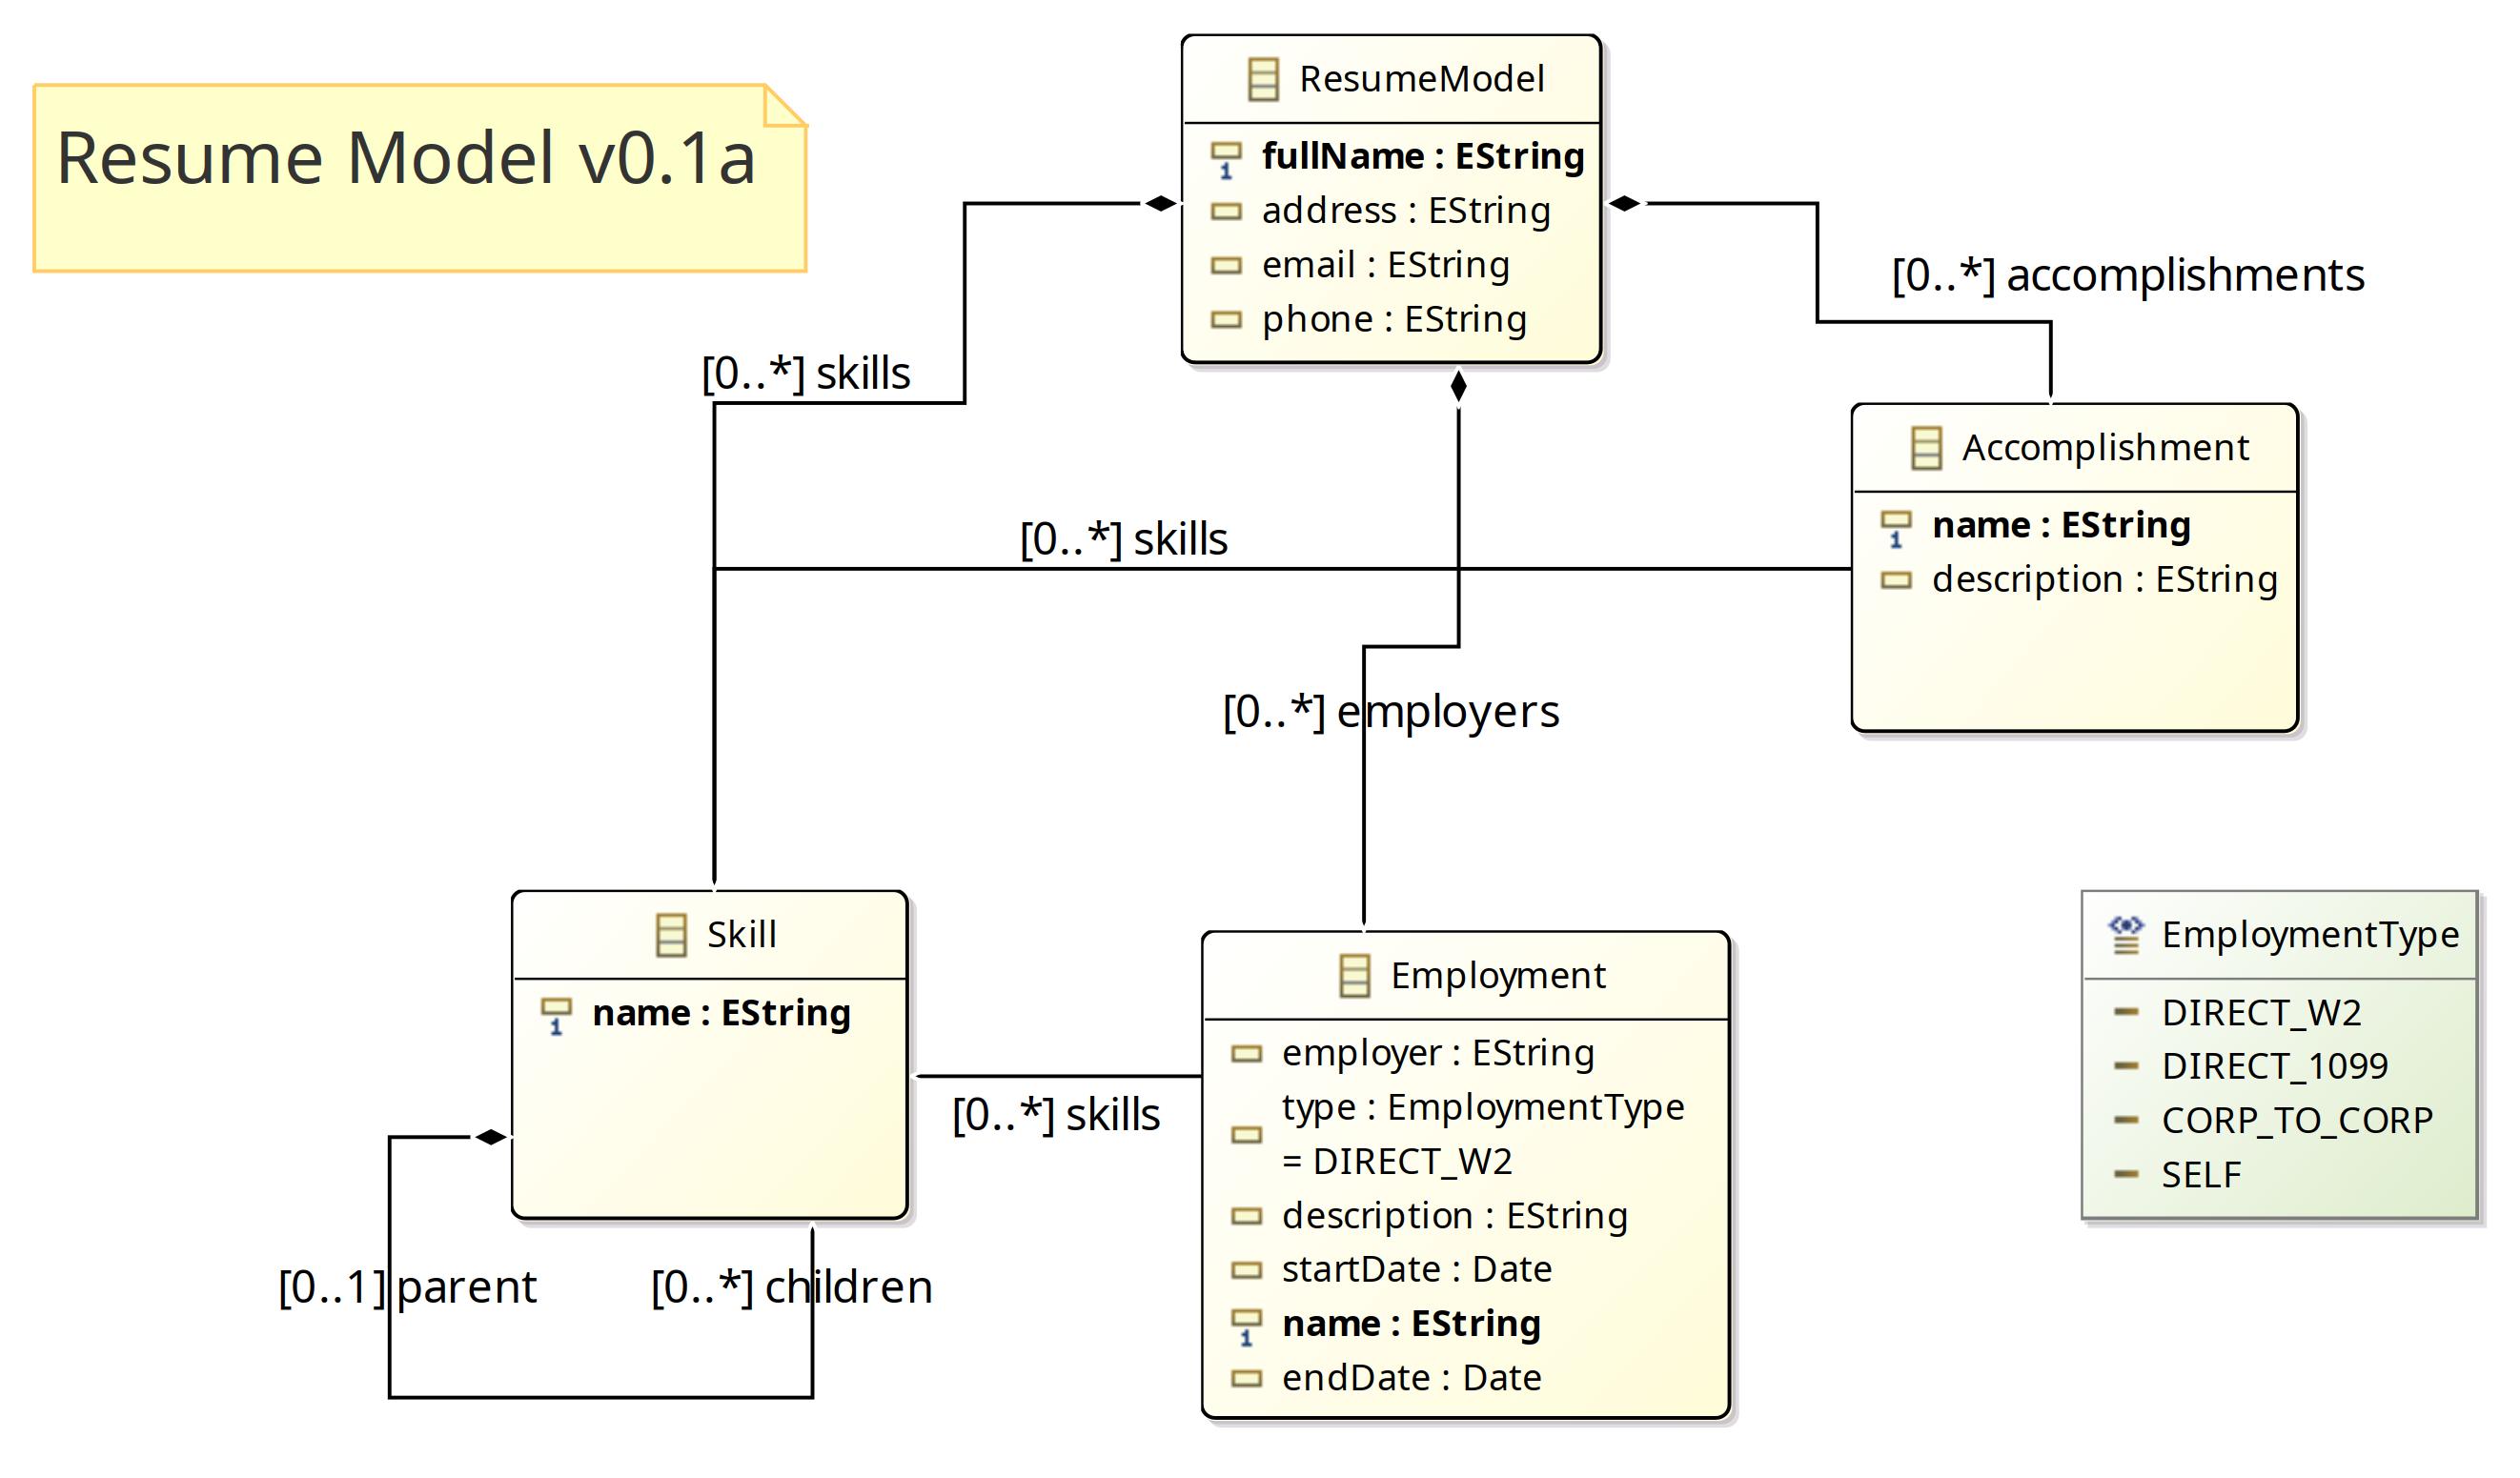 Resume Model v0.1a
ResumeModel
fullName : EString
address : EString
email : EString
phone : EString
[0..*] accomplishments
[0..*] skills
Accomplishment
name : EString
description : EString
[0..*] skills
[0..*] employers
Skill
name : EString
[0..*] skills
[0..1] parent
[0..*] children
Employment
employer : EString
type : EmploymentType
= DIRECT_W2
description : EString
startDate : Date
name : EString
endDate : Date
EmploymentType
DIRECT_W2
DIRECT_1099
CORP_TO_CORP
SELF